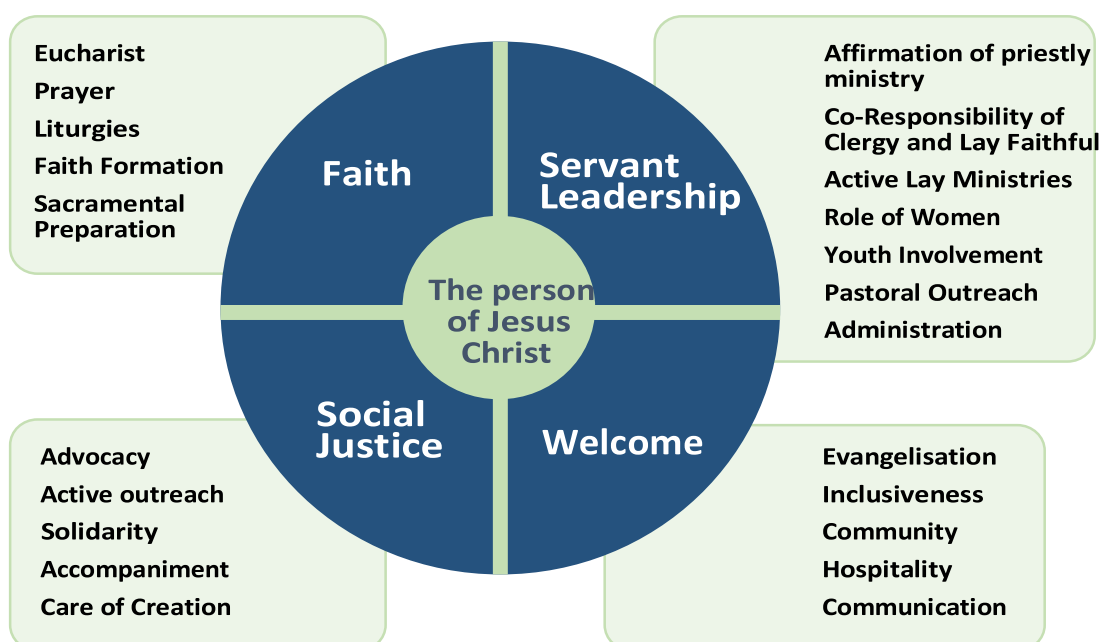 Eucharist
Prayer
Liturgies
Faith Formation
Sacramental
Preparation
Faith
Servant
Leadership
Affirmation of priestly
ministry
Co-Responsibility of
Clergy and Lay Faithful
Active Lay Ministries
Role of Women
Youth Involvement
Pastoral Outreach
Administration
The person
of Jesus
Christ
Social
Justice
Advocacy
Active outreach
Solidarity
Accompaniment
Care of Creation
Welcome
Evangelisation
Inclusiveness
Community
Hospitality
Communication